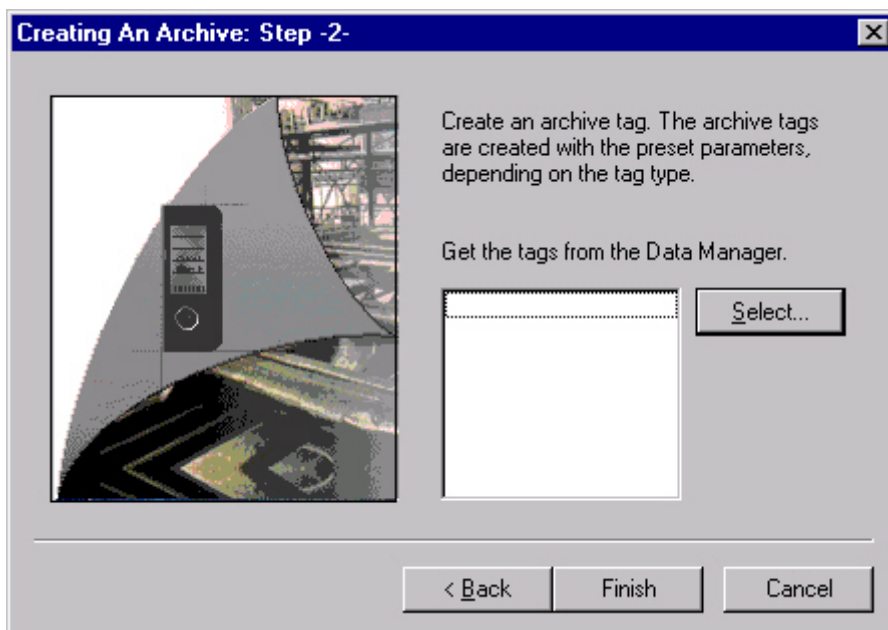 Creating An Archive: Step -2-
Create an archive tag. The archive tags
are created with the preset parameters,
depending on the tag type.
Get the tags from the Data Manager.
Select...
< Back
Finish
Cancel